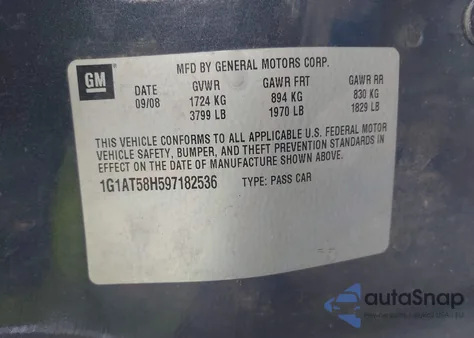 GM
MFD BY GENERAL MOTORS CORP.
DATE GVWR GAWR FRT GAWR RR
09/08 1724 KG 894 KG 830 KG
3799 LB 1970 LB 1829 LB
THIS VEHICLE CONFORMS TO ALL APPLICABLE U.S. FEDERAL MOTOR
VEHICLE SAFETY, BUMPER, AND THEFT PREVENTION STANDARDS IN
EFFECT ON THE DATE OF MANUFACTURE SHOWN ABOVE.
1G1AT58H597182536 TYPE: PASS CAR
autoSnap